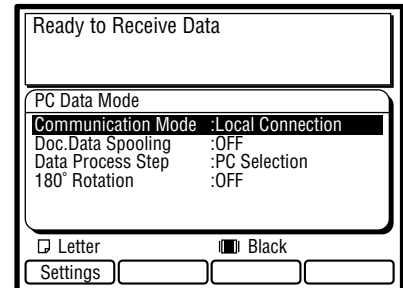 Ready to Receive Data
PC Data Mode
Communication Mode :Local Connection
Doc.Data Spooling :OFF
Data Process Step :PC Selection
180° Rotation :OFF
Letter Black
Settings